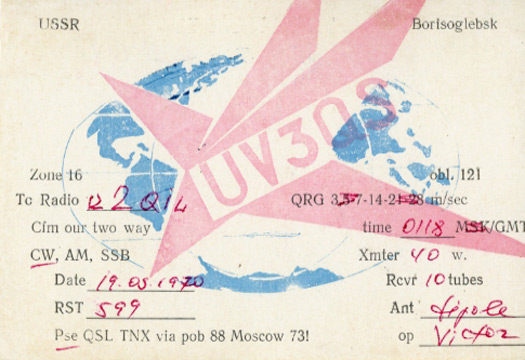 USSR Borisoglebsk
UV3QS
Zone 16 obl. 121
To Radio 2 QRG 3,5-7-14-21-28 m/sec
Cfm our two way time 0118 MSK/GMT
CW, AM, SSB Xmter 40 w.
Date 19.05.1970 Rcvr 10 tubes
RST 599 Ant dipole
Pse QSL TNX via pob 88 Moscow 73! op Victor